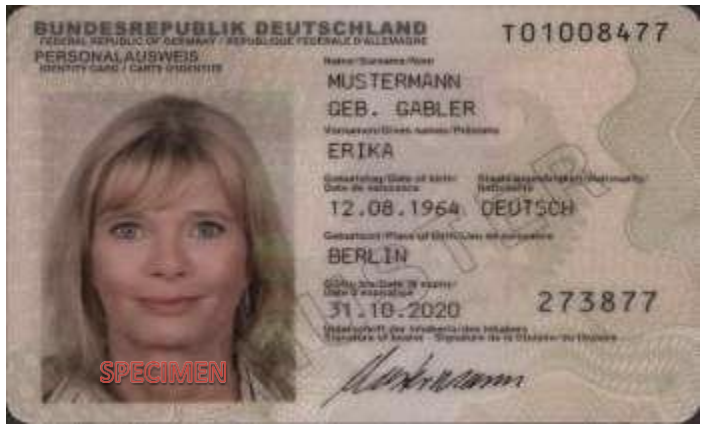 BUNDESREPUBLIK DEUTSCHLAND
FEDERAL REPUBLIC OF GERMANY / REPUBLIQUE FEDERALE D'ALLEMAGNE
PERSONALAUSWEIS
IDENTITY CARD / CARTE D'IDENTITE
T01008477
Name/Surname/Nom
MUSTERMANN
GEB. GABLER
Vornamen/Given names/Prénoms
ERIKA
Geburtstag/Date of birth/
Date de naissance
Staatsangehörigkeit/Nationality/
Nationalité
12.08.1964
DEUTSCH
Geburtsort/Place of birth/Lieu de naissance
BERLIN
Gültig bis/Date of expiry/
Date d'expiration
31.10.2020
273877
Unterschrift der Inhaberin/des Inhabers
Signature of bearer - Signature de la titulaire/du titulaire
Mustermann
SPECIMEN
MUSTER